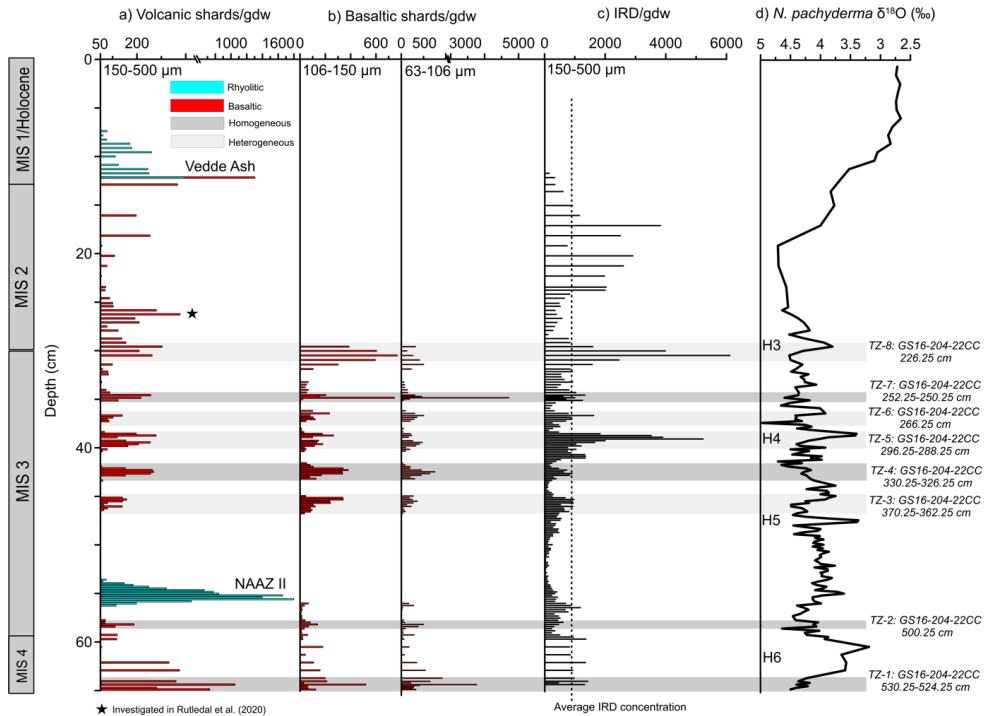 a) Volcanic shards/gdw
b) Basaltic shards/gdw
c) IRD/gdw
d) N. pachyderma δ¹⁸O (‰)
50 200 1000 16000
0 600
0 500 5000
0 2000 4000 6000
5 4.5 4 3.5 3 2.5
150-500 µm
106-150 µm
63-106 µm
150-500 µm
Rhyolitic
Basaltic
Homogeneous
Heterogeneous
Vedde Ash
NAAZ II
Depth (cm)
0
20
40
60
MIS 1/Holocene
MIS 2
MIS 3
MIS 4
H3
H4
H5
H6
TZ-8: GS16-204-22CC
226.25 cm
TZ-7: GS16-204-22CC
252.25-250.25 cm
TZ-6: GS16-204-22CC
266.25 cm
TZ-5: GS16-204-22CC
296.25-288.25 cm
TZ-4: GS16-204-22CC
330.25-326.25 cm
TZ-3: GS16-204-22CC
370.25-362.25 cm
TZ-2: GS16-204-22CC
500.25 cm
TZ-1: GS16-204-22CC
530.25-524.25 cm
★ Investigated in Rutledal et al. (2020)
Average IRD concentration